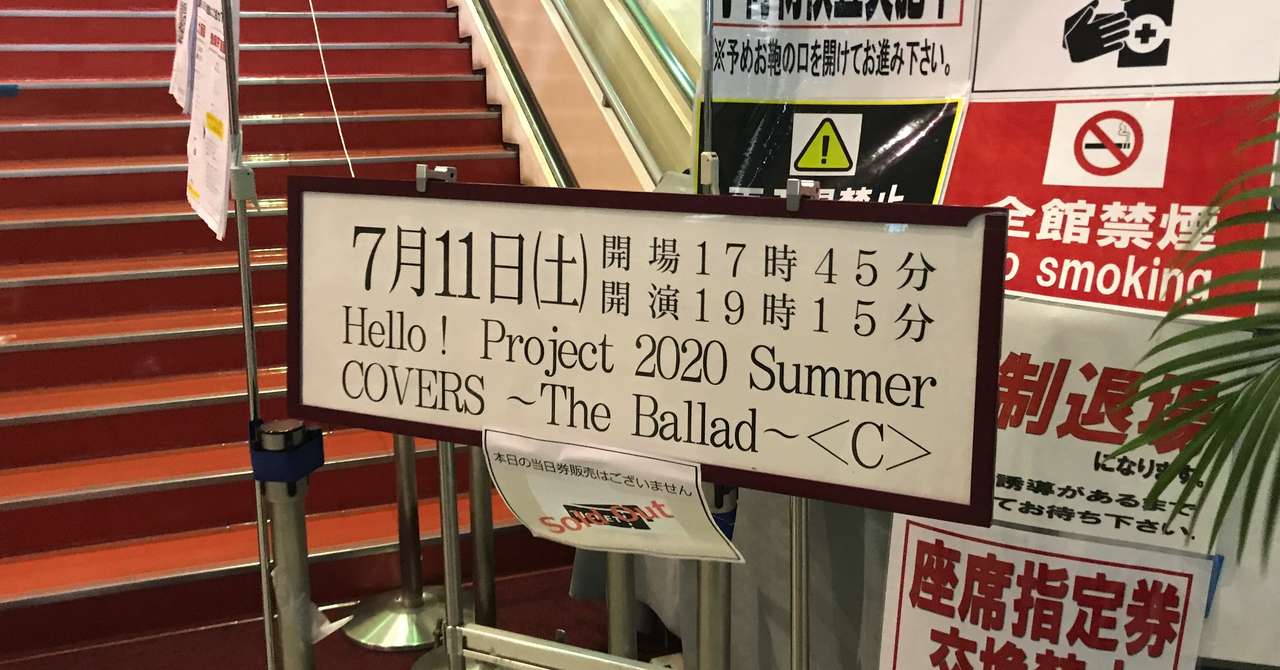 ※予めお鞄の口を開けてお進み下さい。
全館禁煙
No smoking
7月11日(土)
開場17時45分
開演19時15分
Hello! Project 2020 Summer
COVERS ~The Ballad~<C>
本日の当日券販売はございません
Sold Out
制退場
になります。
誘導があるまで
てお待ち下さい.
座席指定券